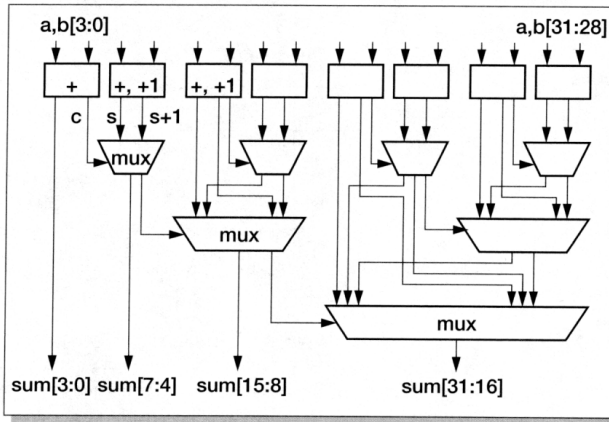 a,b[3:0] a,b[31:28]
+ +, +1 +, +1
c s s+1
mux
mux
mux
sum[3:0] sum[7:4] sum[15:8] sum[31:16]